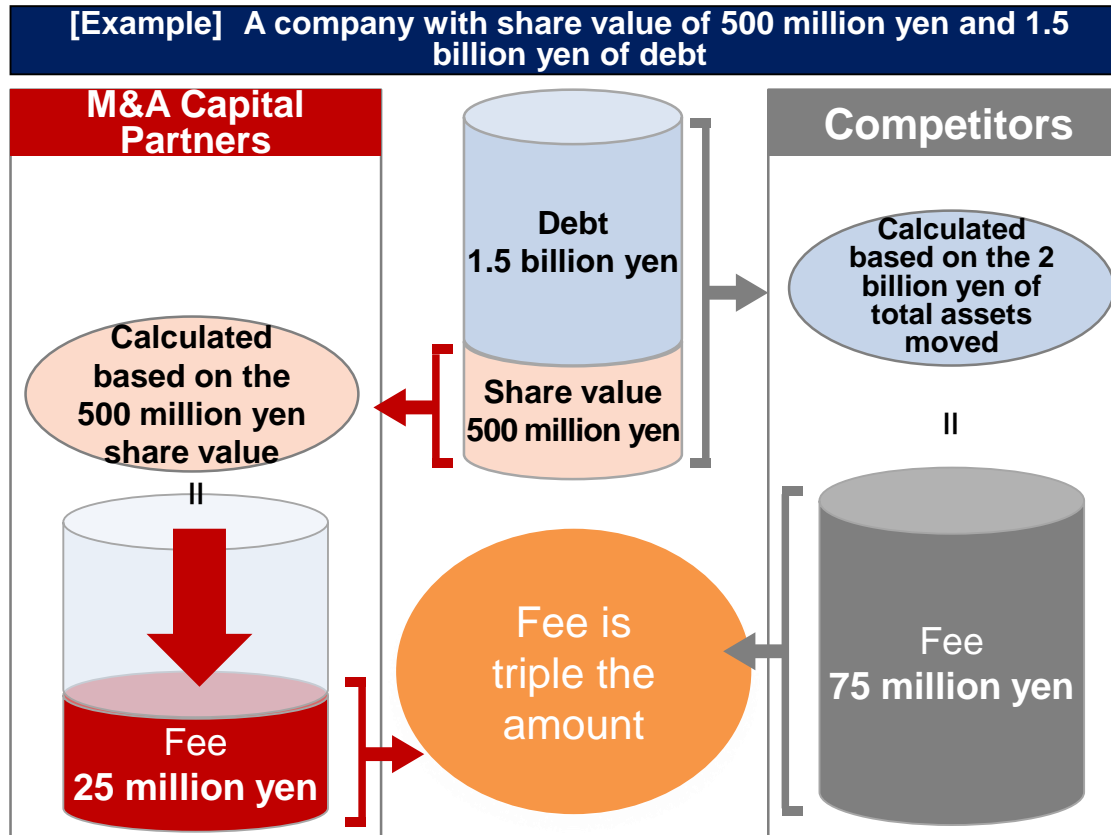 [Example] A company with share value of 500 million yen and 1.5
billion yen of debt
M&A Capital
Partners
Calculated
based on the
500 million yen
share value
=
Fee
25 million yen
Debt
1.5 billion yen
Share value
500 million yen
Fee is
triple the
amount
Competitors
Calculated
based on the 2
billion yen of
total assets
moved
=
Fee
75 million yen